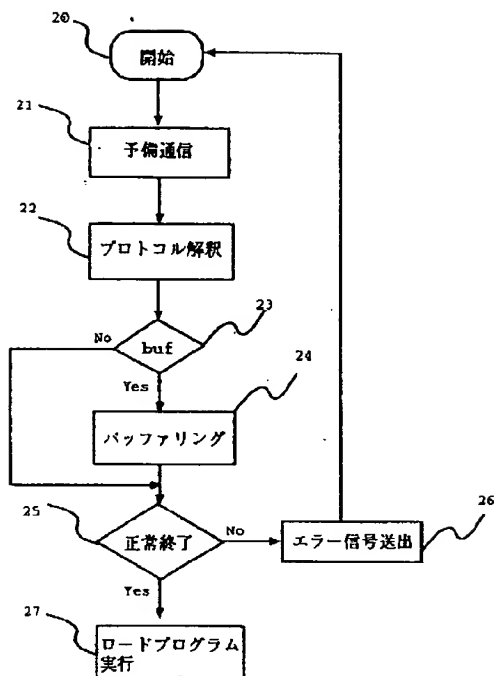 20
開始
21
予備通信
22
プロトコル解釈
23
No
buf
Yes
24
バッファリング
25
正常終了
No
26
エラー信号送出
Yes
27
ロードプログラム
実行